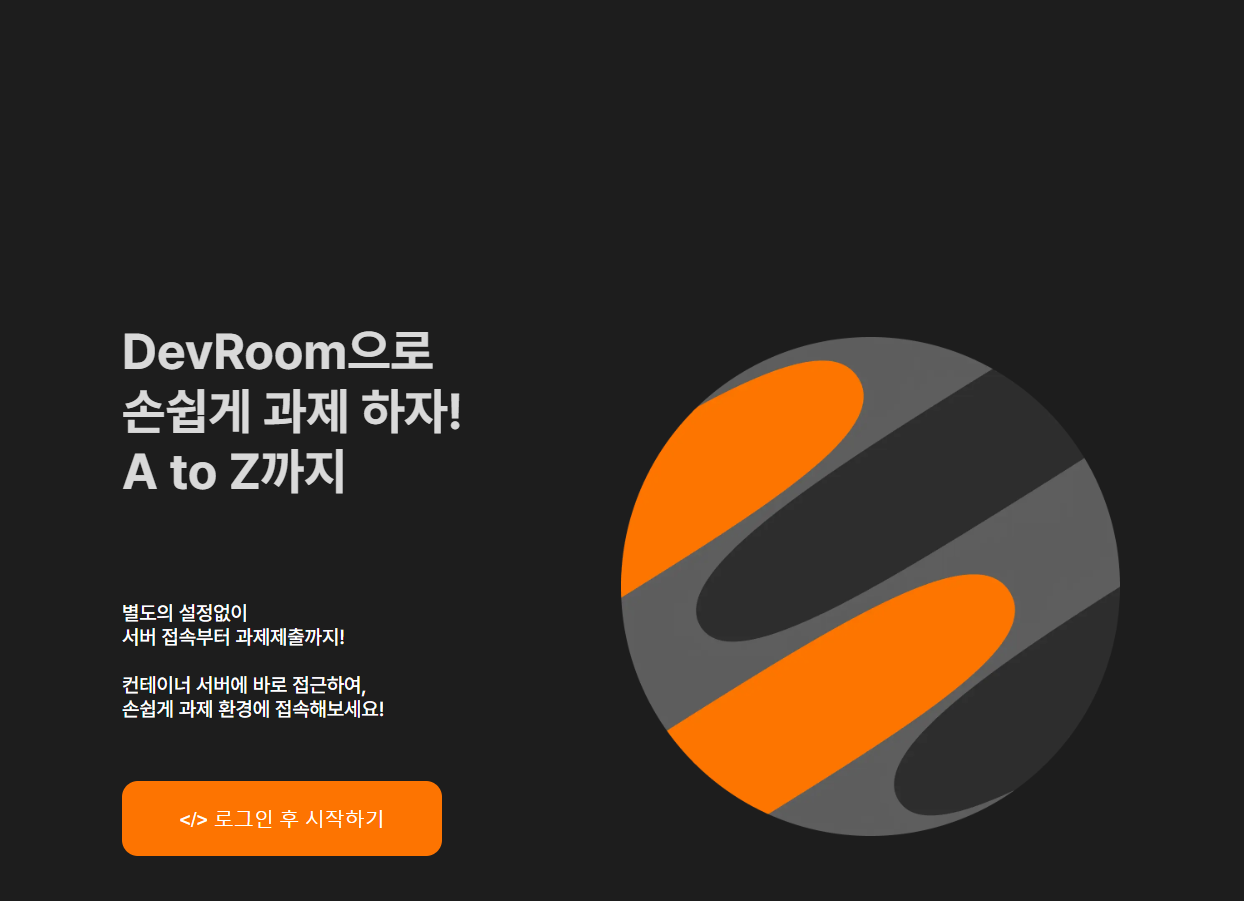 DevRoom으로
손쉽게 과제 하자!
A to Z까지
별도의 설정없이
서버 접속부터 과제제출까지!
컨테이너 서버에 바로 접근하여,
손쉽게 과제 환경에 접속해보세요!
</> 로그인 후 시작하기